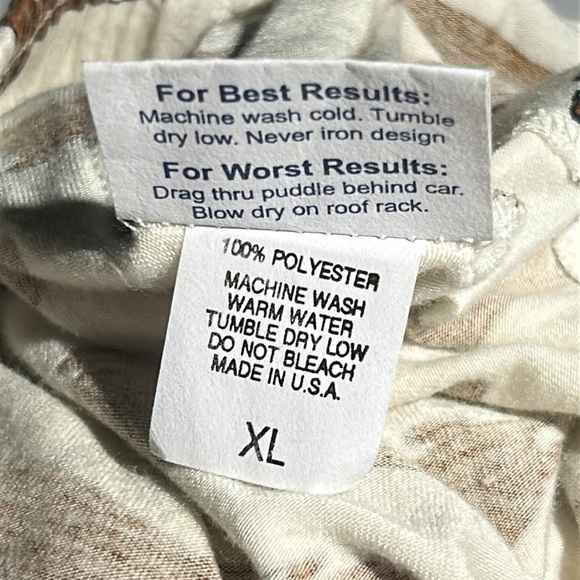 For Best Results:
Machine wash cold. Tumble
dry low. Never iron design
For Worst Results:
Drag thru puddle behind car.
Blow dry on roof rack.
100% POLYESTER
MACHINE WASH
WARM WATER
TUMBLE DRY LOW
DO NOT BLEACH
MADE IN U.S.A.
XL